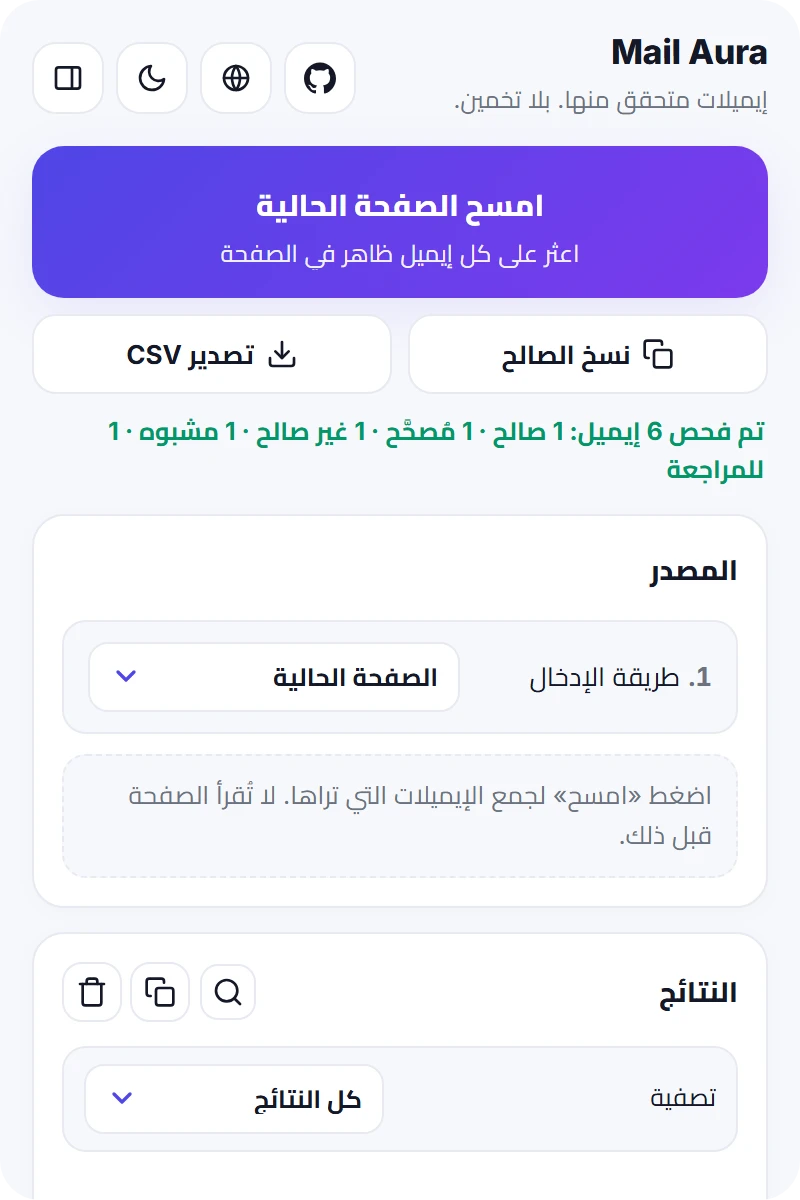 Mail Aura
إيميلات متحقق منها. بلا تخمين.
امسح الصفحة الحالية
اعثر على كل إيميل ظاهر في الصفحة
نسخ الصالح
تصدير CSV
تم فحص 6 إيميل: 1 صالح · 1 مُصحَّح · 1 غير صالح · 1 مشبوه · 1
للمراجعة
المصدر
1. طريقة الإدخال
الصفحة الحالية
اضغط «امسح» لجمع الإيميلات التي تراها. لا تُقرأ الصفحة
قبل ذلك.
النتائج
تصفية
كل النتائج